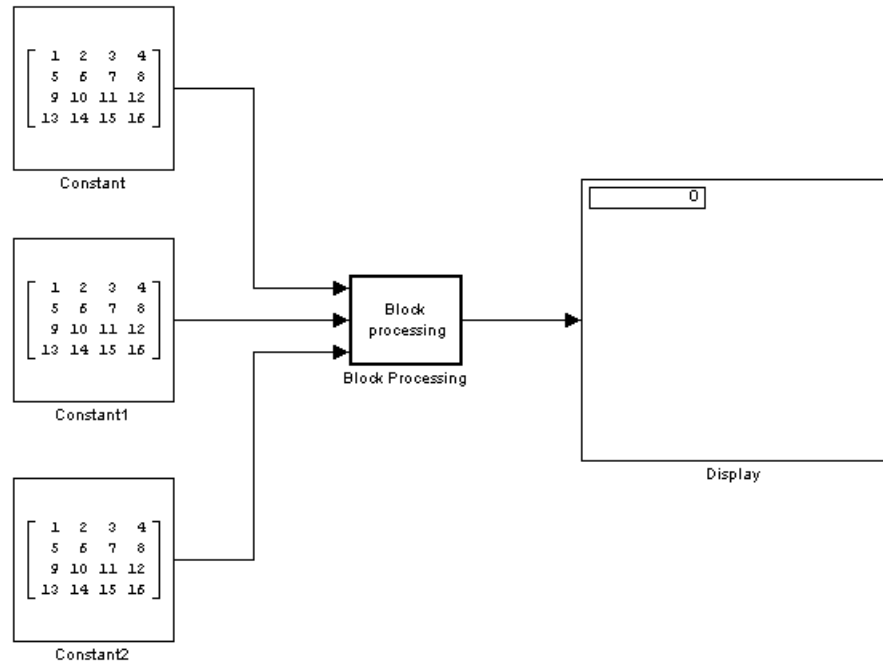 1 2 3 4
5 6 7 8
9 10 11 12
13 14 15 16
Constant
0
1 2 3 4
5 6 7 8
9 10 11 12
13 14 15 16
Constant1
Block
processing
Block Processing
Display
1 2 3 4
5 6 7 8
9 10 11 12
13 14 15 16
Constant2